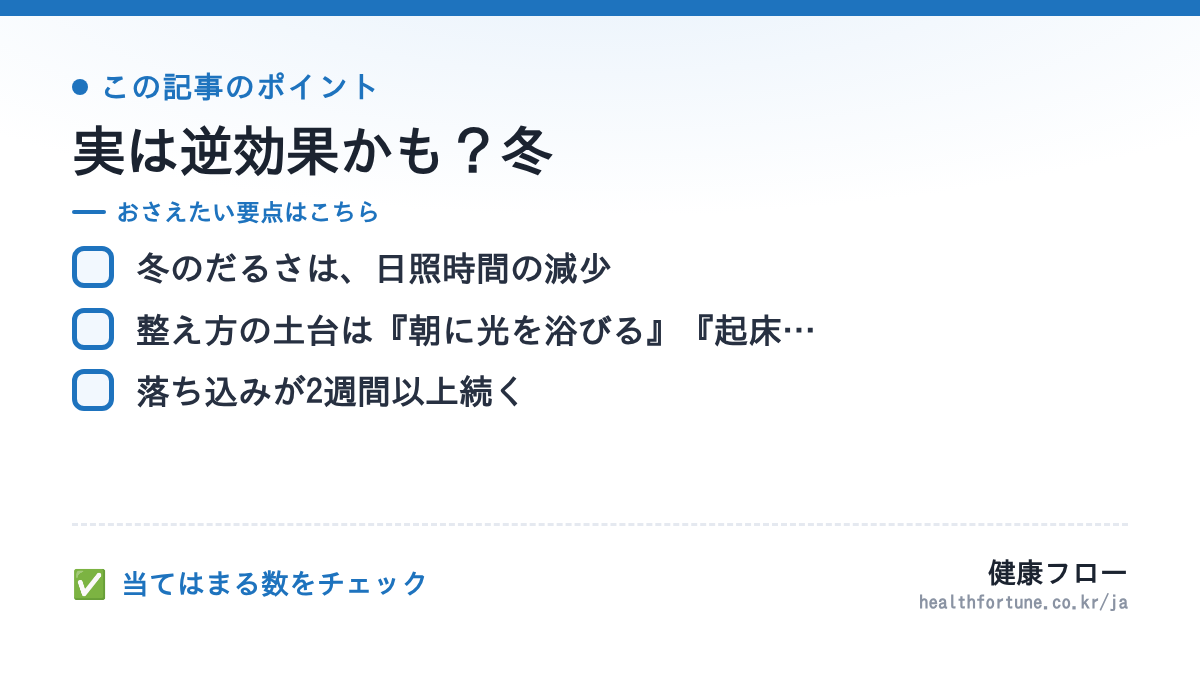 この記事のポイント
実は逆効果かも？冬
おさえたい要点はこちら
冬のだるさは、日照時間の減少
整え方の土台は『朝に光を浴びる』『起床…
落ち込みが2週間以上続く
当てはまる数をチェック
健康フロー
healthfortune.co.kr/ja